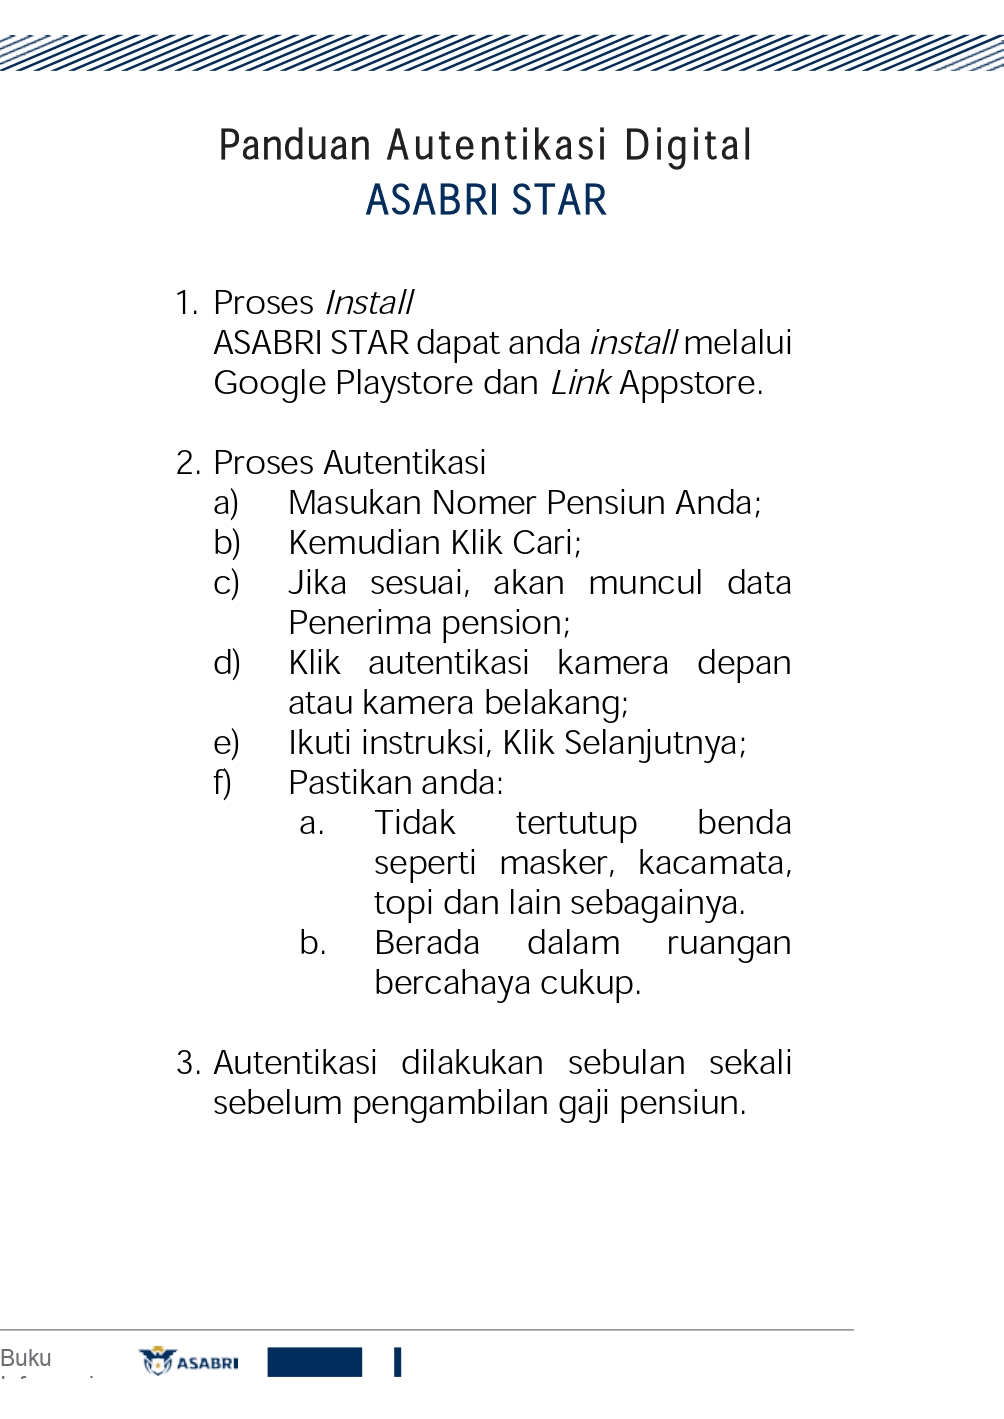 Panduan Autentikasi Digital
ASABRI STAR
1. Proses Install
ASABRI STAR dapat anda install melalui
Google Playstore dan Link Appstore.
2. Proses Autentikasi
a) Masukan Nomer Pensiun Anda;
b) Kemudian Klik Cari;
c) Jika sesuai, akan muncul data
Penerima pension;
d) Klik autentikasi kamera depan
atau kamera belakang;
e) Ikuti instruksi, Klik Selanjutnya;
f) Pastikan anda:
a. Tidak tertutup benda
seperti masker, kacamata,
topi dan lain sebagainya.
b. Berada dalam ruangan
bercahaya cukup.
3. Autentikasi dilakukan sebulan sekali
sebelum pengambilan gaji pensiun.
Buku
ASABRI